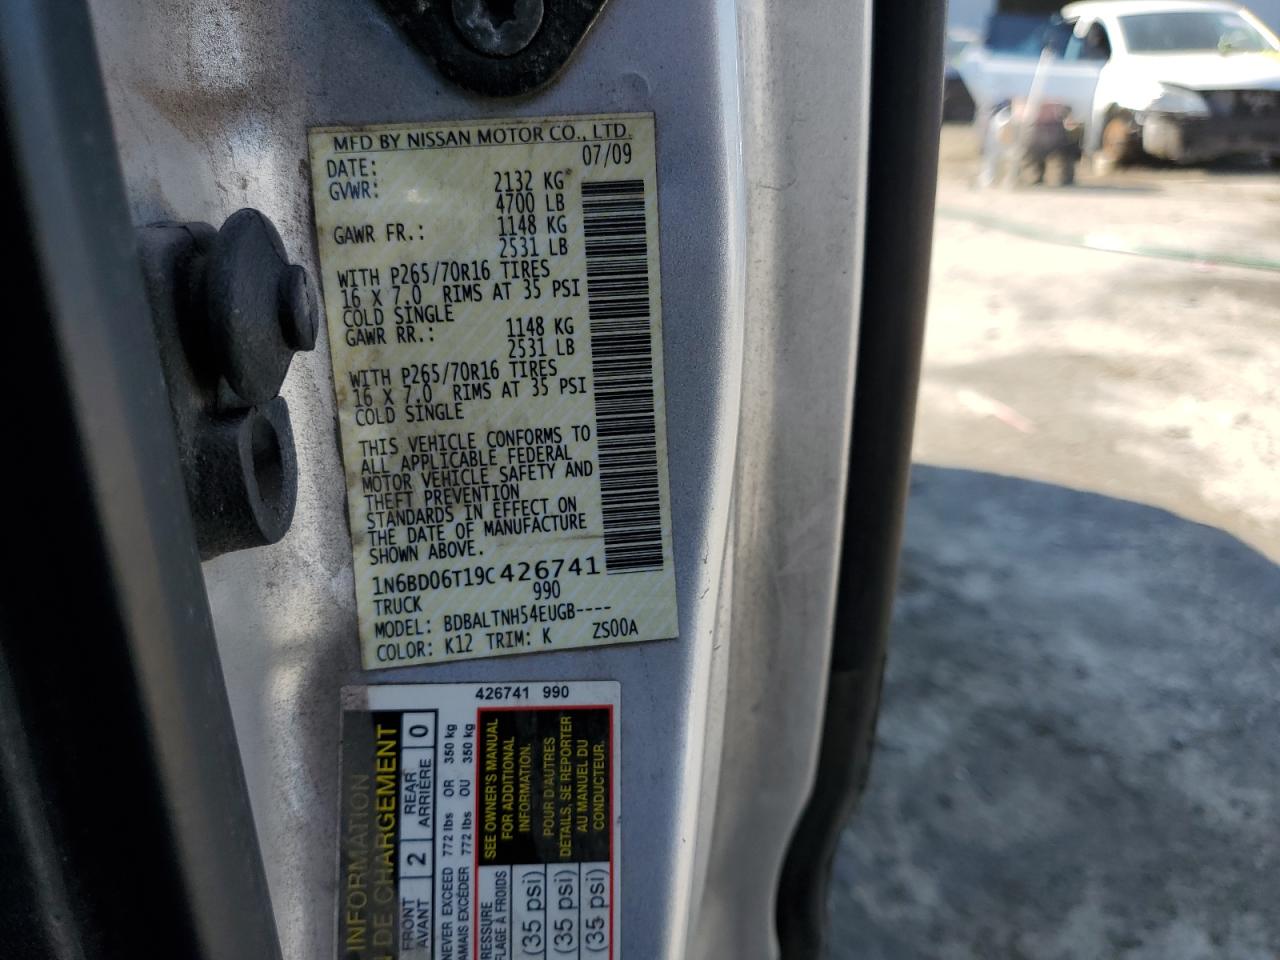 MFD BY NISSAN MOTOR CO., LTD.
DATE: 07/09
GVWR: 2132 KG
4700 LB
GAWR FR.: 1148 KG
2531 LB
WITH P265/70R16 TIRES
16 X 7.0 RIMS AT 35 PSI
COLD SINGLE
GAWR RR.: 1148 KG
2531 LB
WITH P265/70R16 TIRES
16 X 7.0 RIMS AT 35 PSI
COLD SINGLE
THIS VEHICLE CONFORMS TO
ALL APPLICABLE FEDERAL
MOTOR VEHICLE SAFETY AND
THEFT PREVENTION
STANDARDS IN EFFECT ON
THE DATE OF MANUFACTURE
SHOWN ABOVE.
1N6BD06T19C426741
990
TRUCK
MODEL: BDBALTNH54EUGB----
COLOR: K12 TRIM: K ZS00A
426741 990
INFORMATION
DE CHARGEMENT
FRONT 2 REAR 0
AVANT ARRIÈRE
NEVER EXCEED 772 lbs OR 350 kg
JAMAIS EXCÉDER 772 lbs OU 350 kg
SEE OWNER'S MANUAL
FOR ADDITIONAL
INFORMATION.
POUR D'AUTRES
DÉTAILS, SE REPORTER
AU MANUEL DU
CONDUCTEUR.
À FROIDS
(35 psi)
(35 psi)
(35 psi)